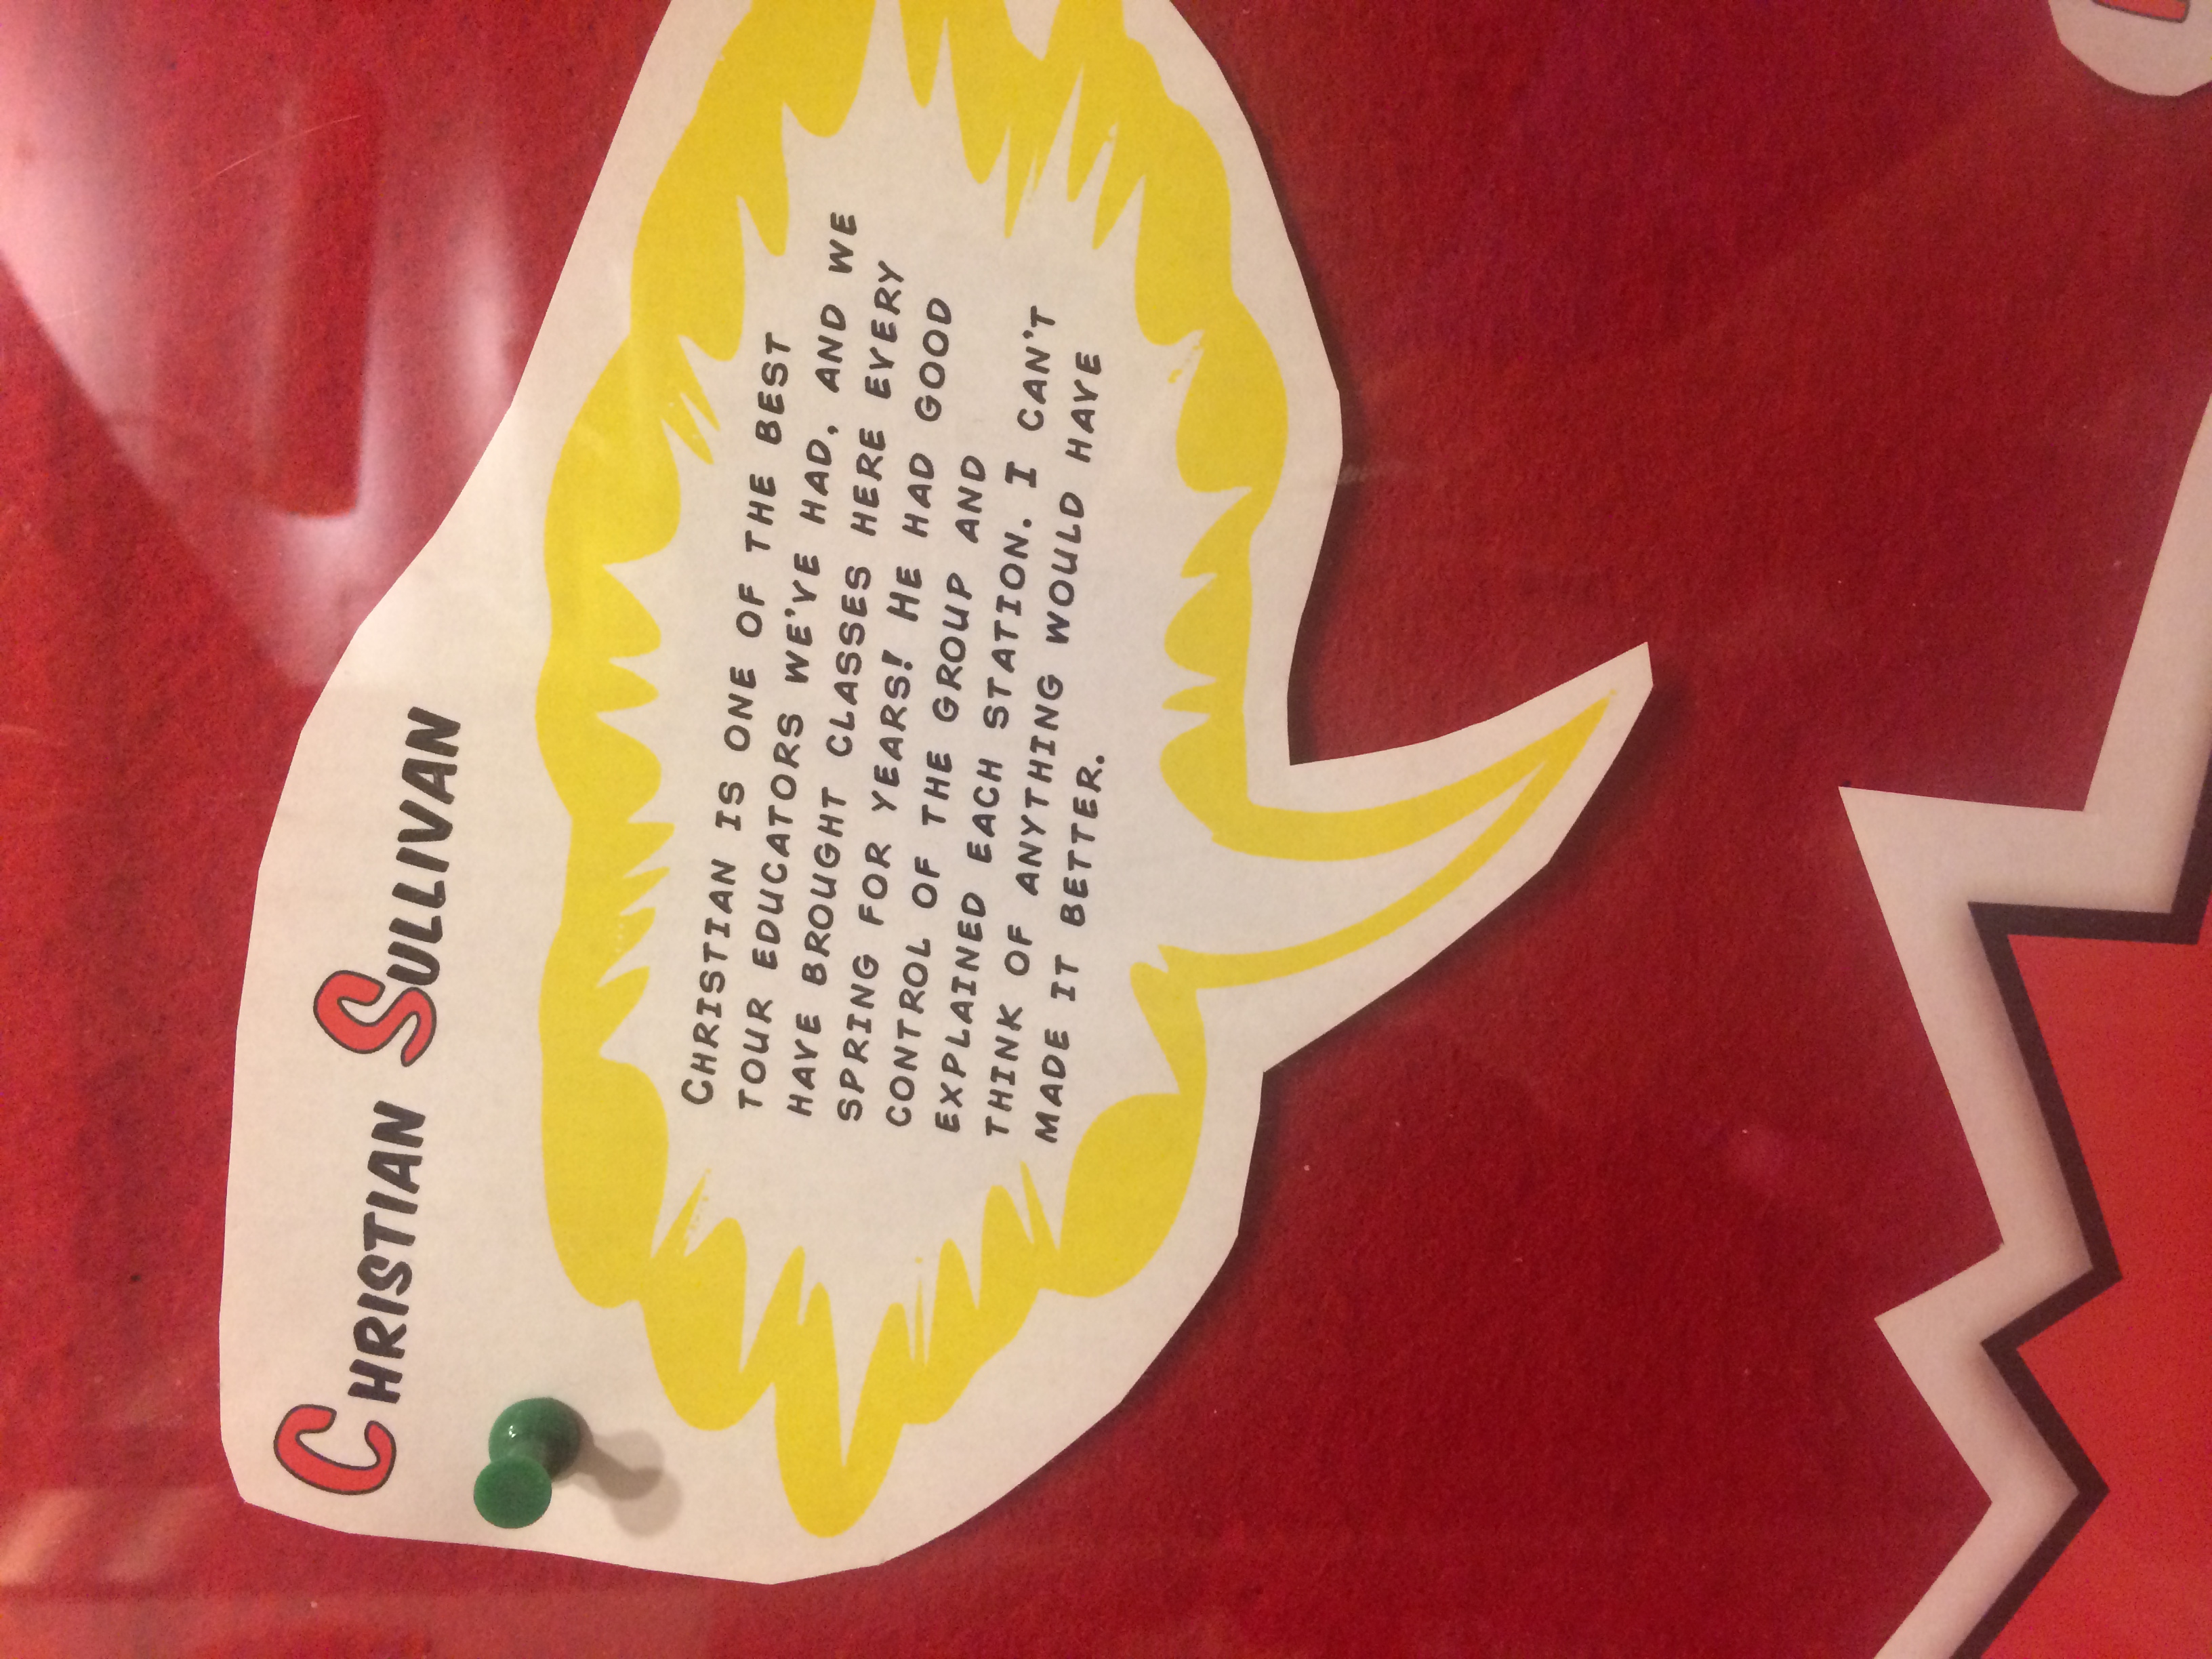 CHRISTIAN SULLIVAN
CHRISTIAN IS ONE OF THE BEST
TOUR EDUCATORS WE'VE HAD, AND WE
HAVE BROUGHT CLASSES HERE EVERY
SPRING FOR YEARS! HE HAD GOOD
CONTROL OF THE GROUP AND
EXPLAINED EACH STATION. I CAN'T
THINK OF ANYTHING WOULD HAVE
MADE IT BETTER.